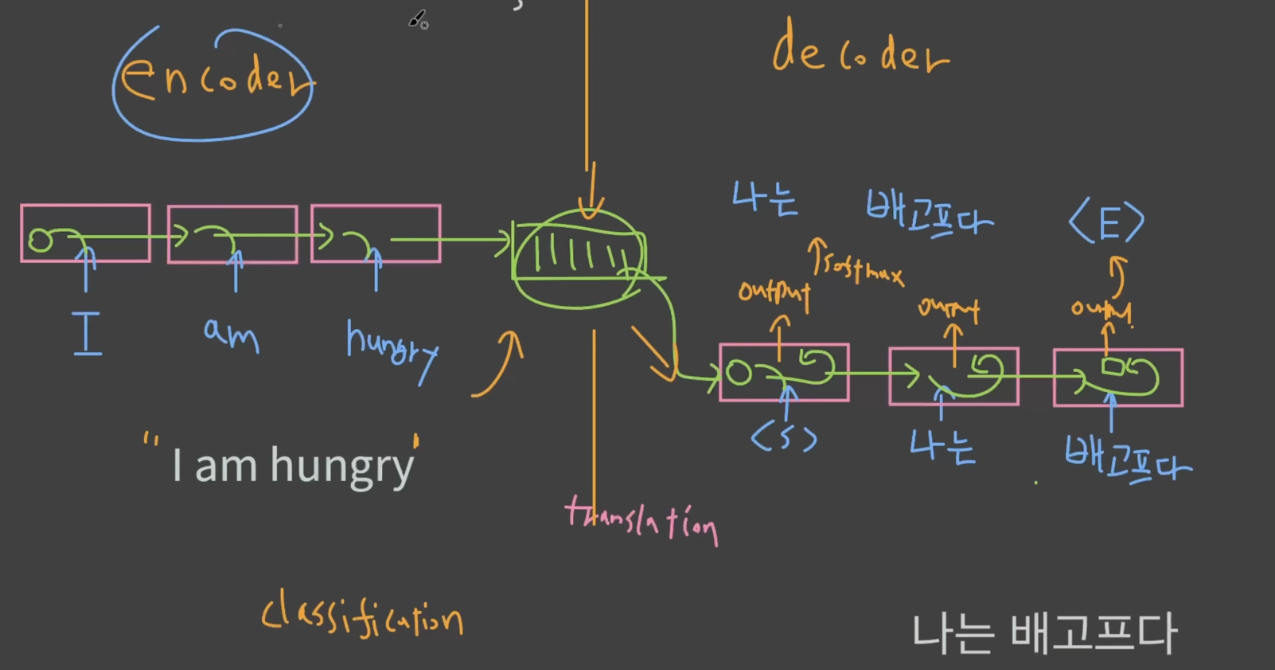 encoder
decoder
나는 배고프다 <E>
softmax
output output output
I am hungry
<s> 나는 배고프다
"I am hungry"
translation
classification
나는 배고프다